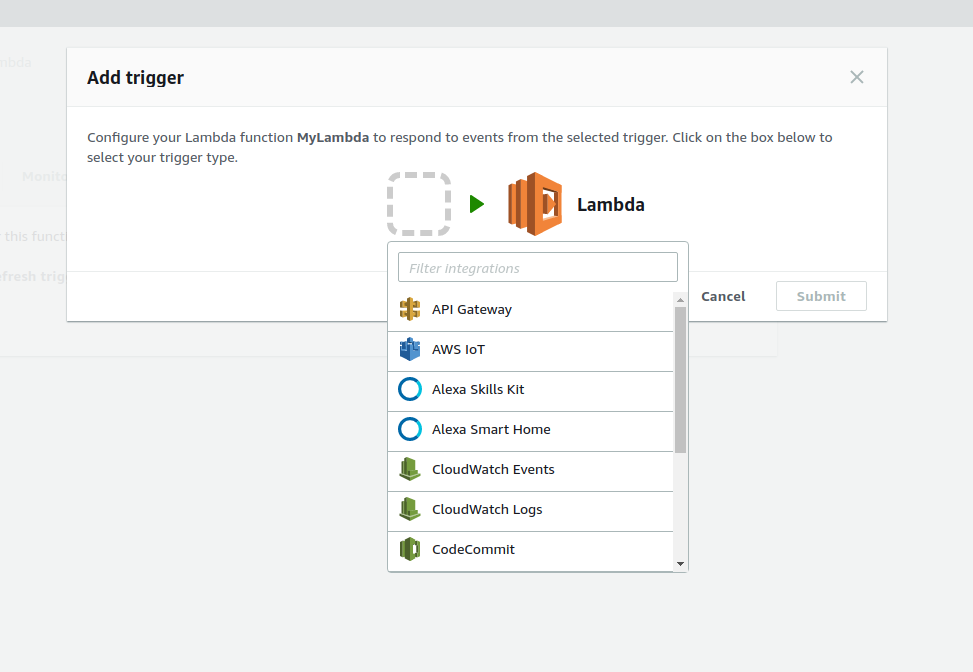 mbda
Add trigger
Configure your Lambda function MyLambda to respond to events from the selected trigger. Click on the box below to
select your trigger type.
Monito
Lambda
this functi
Filter integrations
fresh trig
Cancel
Submit
API Gateway
AWS IoT
Alexa Skills Kit
Alexa Smart Home
CloudWatch Events
CloudWatch Logs
CodeCommit